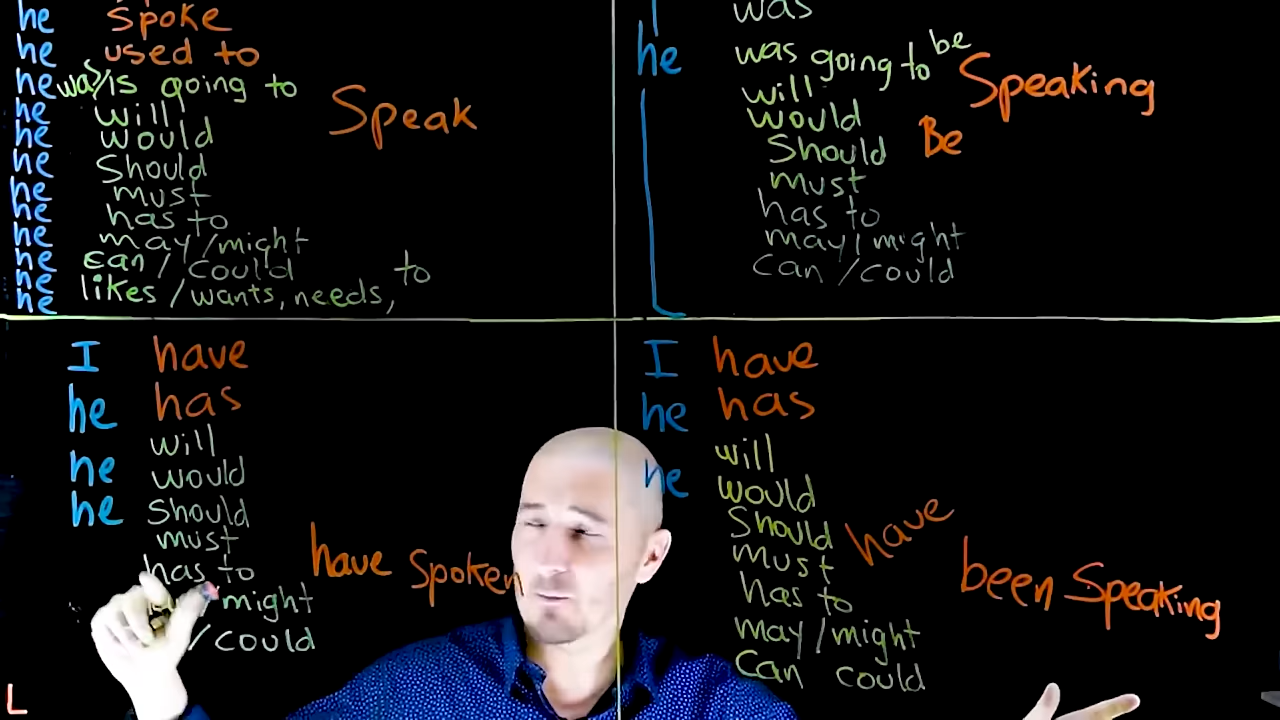 he spoke
he used to
he was/is going to
he will
he would
he Should
he must
he has to
he may/might
he can/could
he likes/wants, needs, to
he
Speak
I was
he was going to be
will
would
Should
must
has to
may/might
can/could
Be
Speaking
I have
he has
will
he would
he Should
must
has to
/might
/could
have Spoken
I have
he has
will
he would
Should
must
has to
may/might
can could
have
been Speaking
L